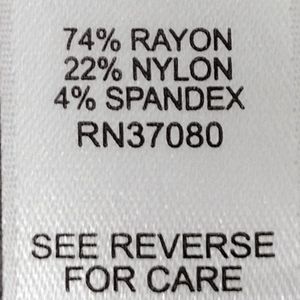 74% RAYON
22% NYLON
4% SPANDEX
RN37080
SEE REVERSE
FOR CARE